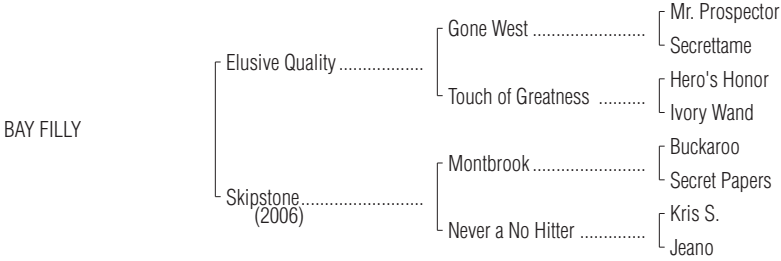 Mr. Prospector
Gone West ........................
Secrettame
Elusive Quality ..................
Hero's Honor
Touch of Greatness ..........
Ivory Wand
BAY FILLY
Buckaroo
Montbrook ........................
Secret Papers
Skipstone..........................
(2006)
Kris S.
Never a No Hitter ..............
Jeano